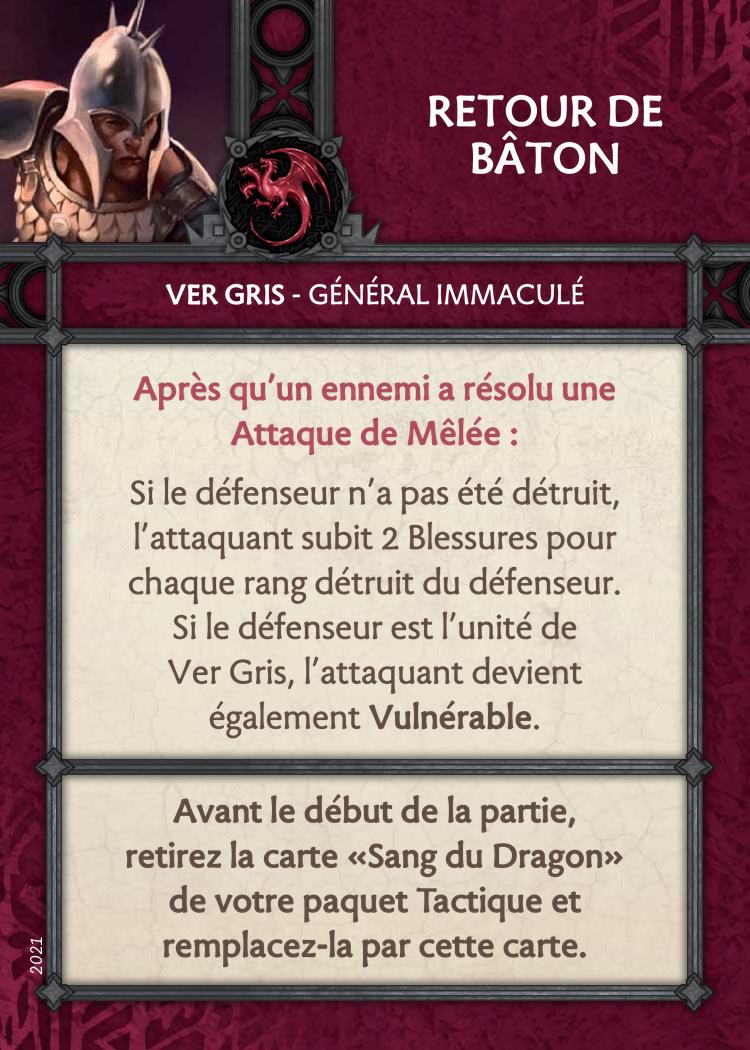 RETOUR DE
BÂTON
VER GRIS - GÉNÉRAL IMMACULÉ
Après qu’un ennemi a résolu une
Attaque de Mêlée :
Si le défenseur n’a pas été détruit,
l’attaquant subit 2 Blessures pour
chaque rang détruit du défenseur.
Si le défenseur est l’unité de
Ver Gris, l’attaquant devient
également Vulnérable.
Avant le début de la partie,
retirez la carte «Sang du Dragon»
de votre paquet Tactique et
remplacez-la par cette carte.
2021